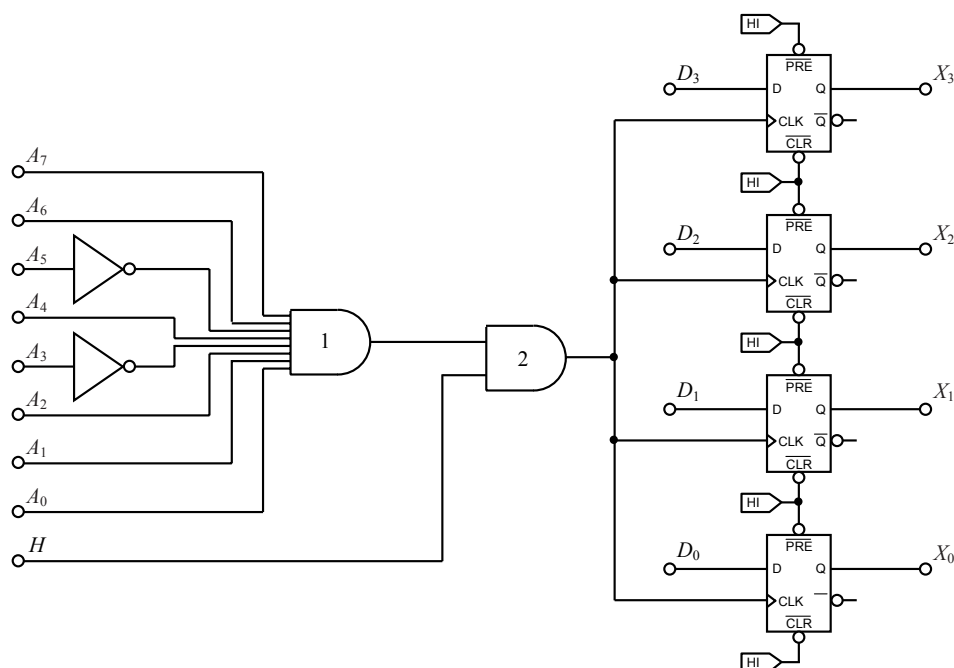 HI
PRE
D₃
D
Q
X₃
CLK
Q
CLR
A₇
HI
A₆
PRE
D₂
D
Q
X₂
A₅
CLK
Q
A₄
CLR
1
HI
2
A₃
PRE
A₂
D₁
D
Q
X₁
CLK
Q
A₁
CLR
A₀
HI
PRE
H
D₀
D
Q
X₀
CLK
CLR
HI